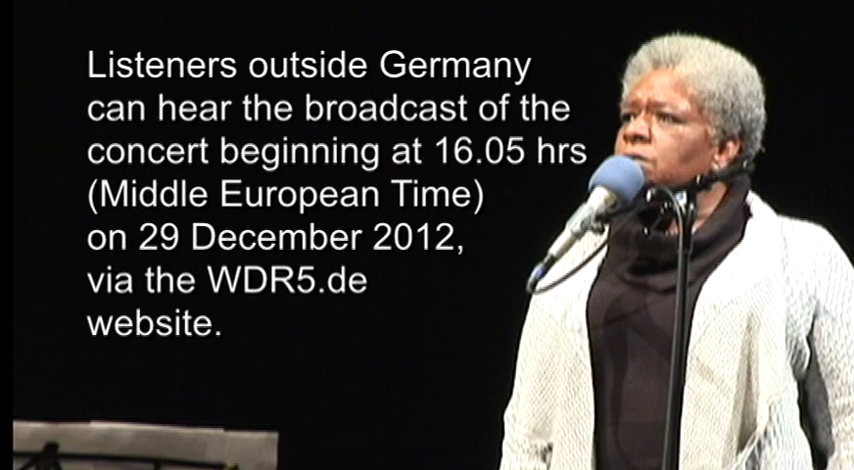 Listeners outside Germany
can hear the broadcast of the
concert beginning at 16.05 hrs
(Middle European Time)
on 29 December 2012,
via the WDR5.de
website.